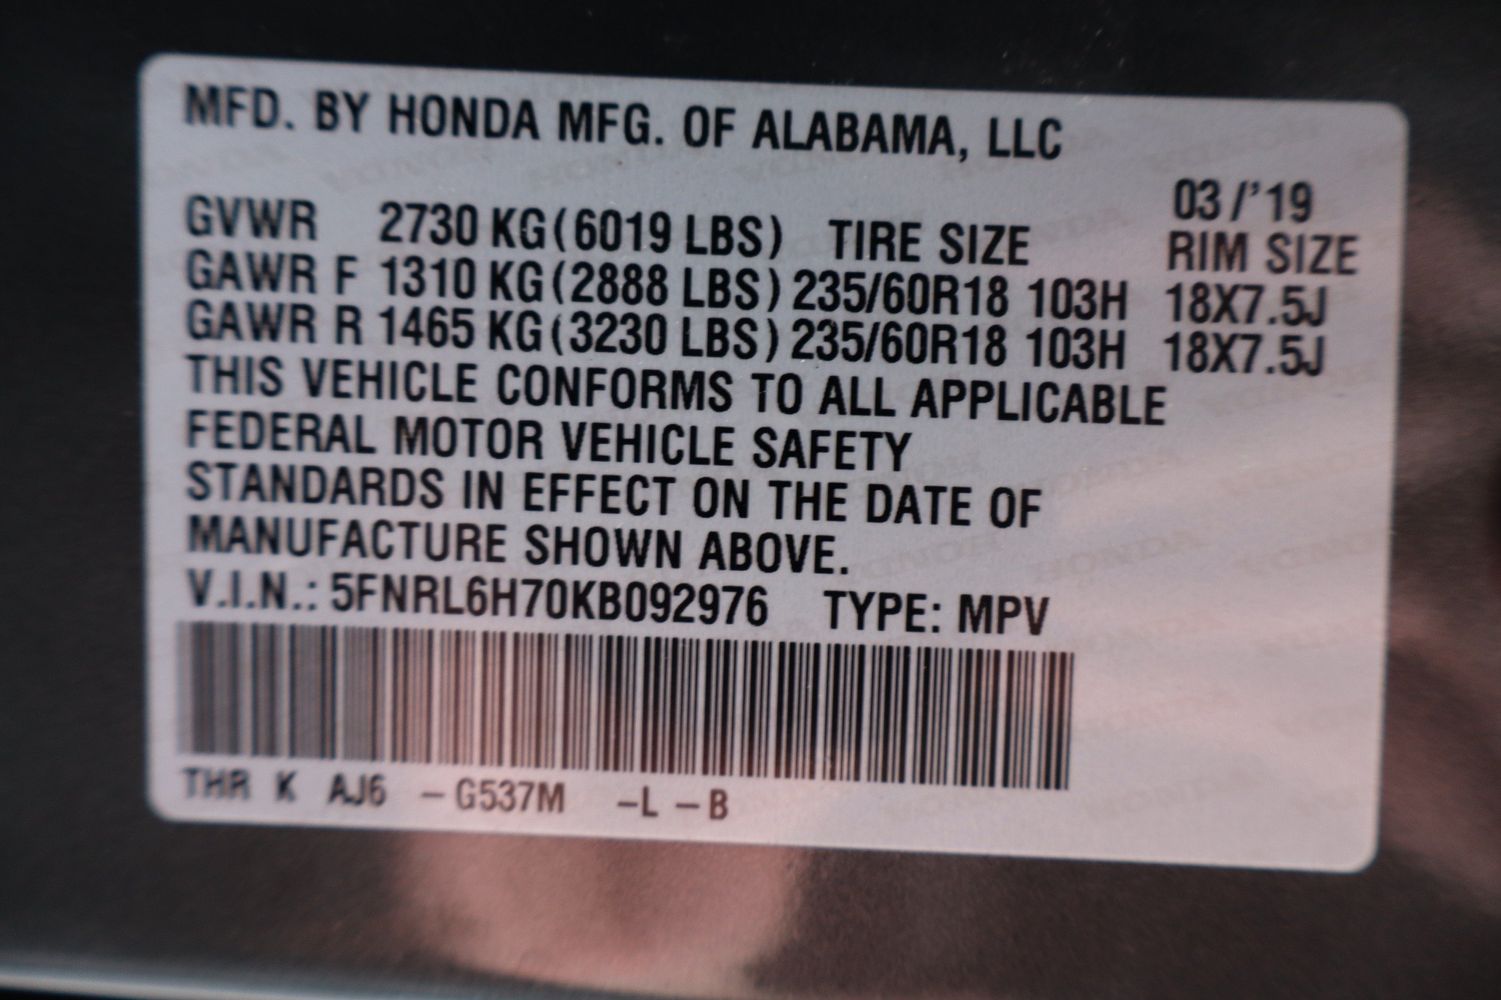 MFD. BY HONDA MFG. OF ALABAMA, LLC
03/'19
GVWR 2730 KG(6019 LBS) TIRE SIZE RIM SIZE
GAWR F 1310 KG(2888 LBS) 235/60R18 103H 18X7.5J
GAWR R 1465 KG(3230 LBS) 235/60R18 103H 18X7.5J
THIS VEHICLE CONFORMS TO ALL APPLICABLE
FEDERAL MOTOR VEHICLE SAFETY
STANDARDS IN EFFECT ON THE DATE OF
MANUFACTURE SHOWN ABOVE.
V.I.N.: 5FNRL6H70KB092976 TYPE: MPV
THR K AJ6 -G537M -L -B